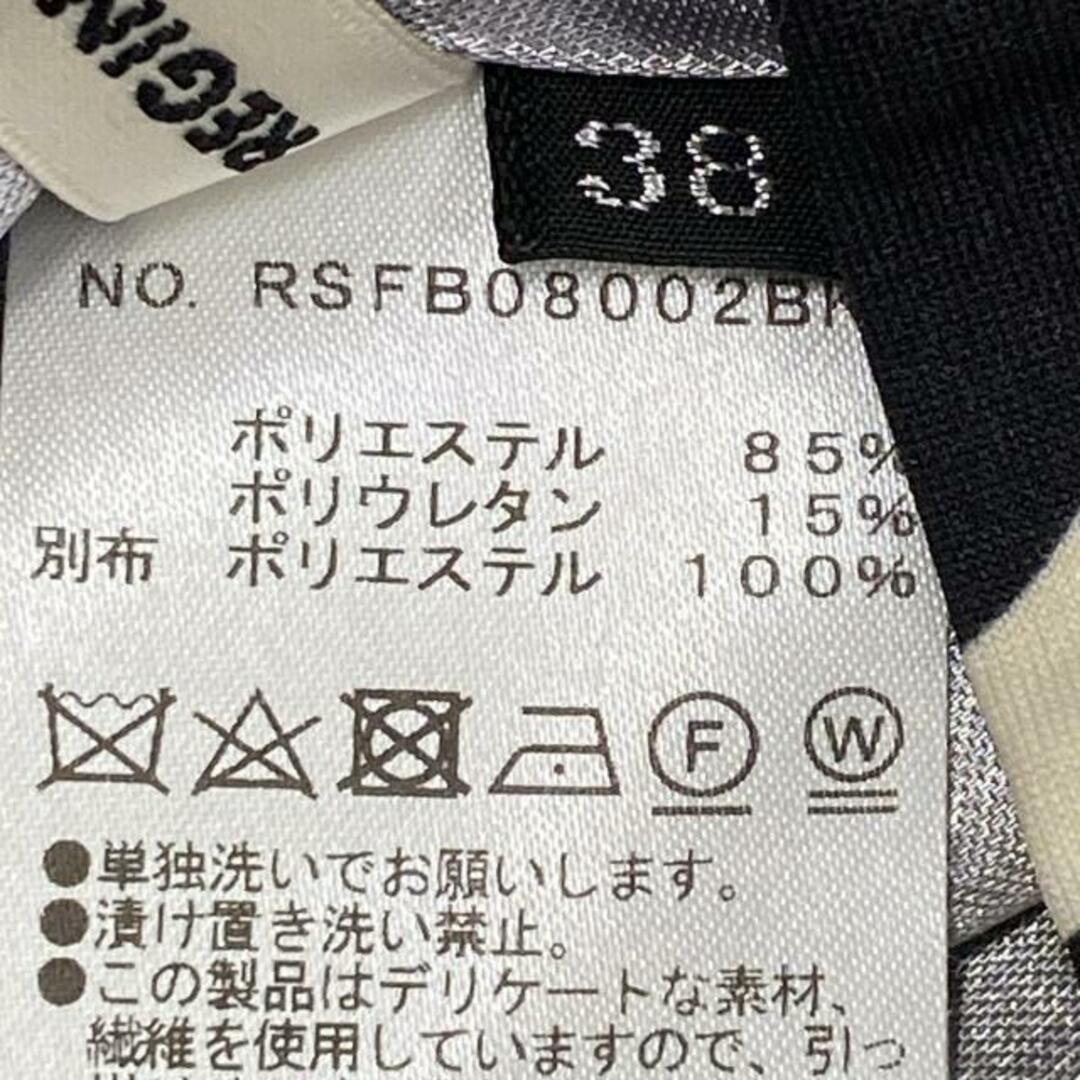 REGIN
38
NO. RSFB08002B
ポリエステル 85%
ポリウレタン 15%
別布 ポリエステル 100%
F W
●単独洗いでお願いします。
●漬け置き洗い禁止。
●この製品はデリケートな素材、
繊維を使用していますので、引っ